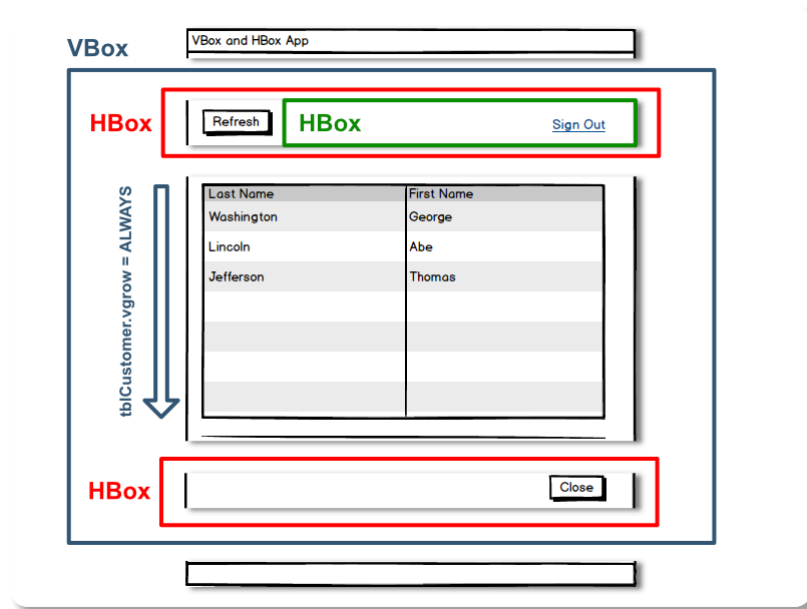 VBox
VBox and HBox App
HBox
Refresh
HBox
Sign Out
tblCustomer.vgrow = ALWAYS
Last Name First Name
Washington George
Lincoln Abe
Jefferson Thomas
HBox
Close